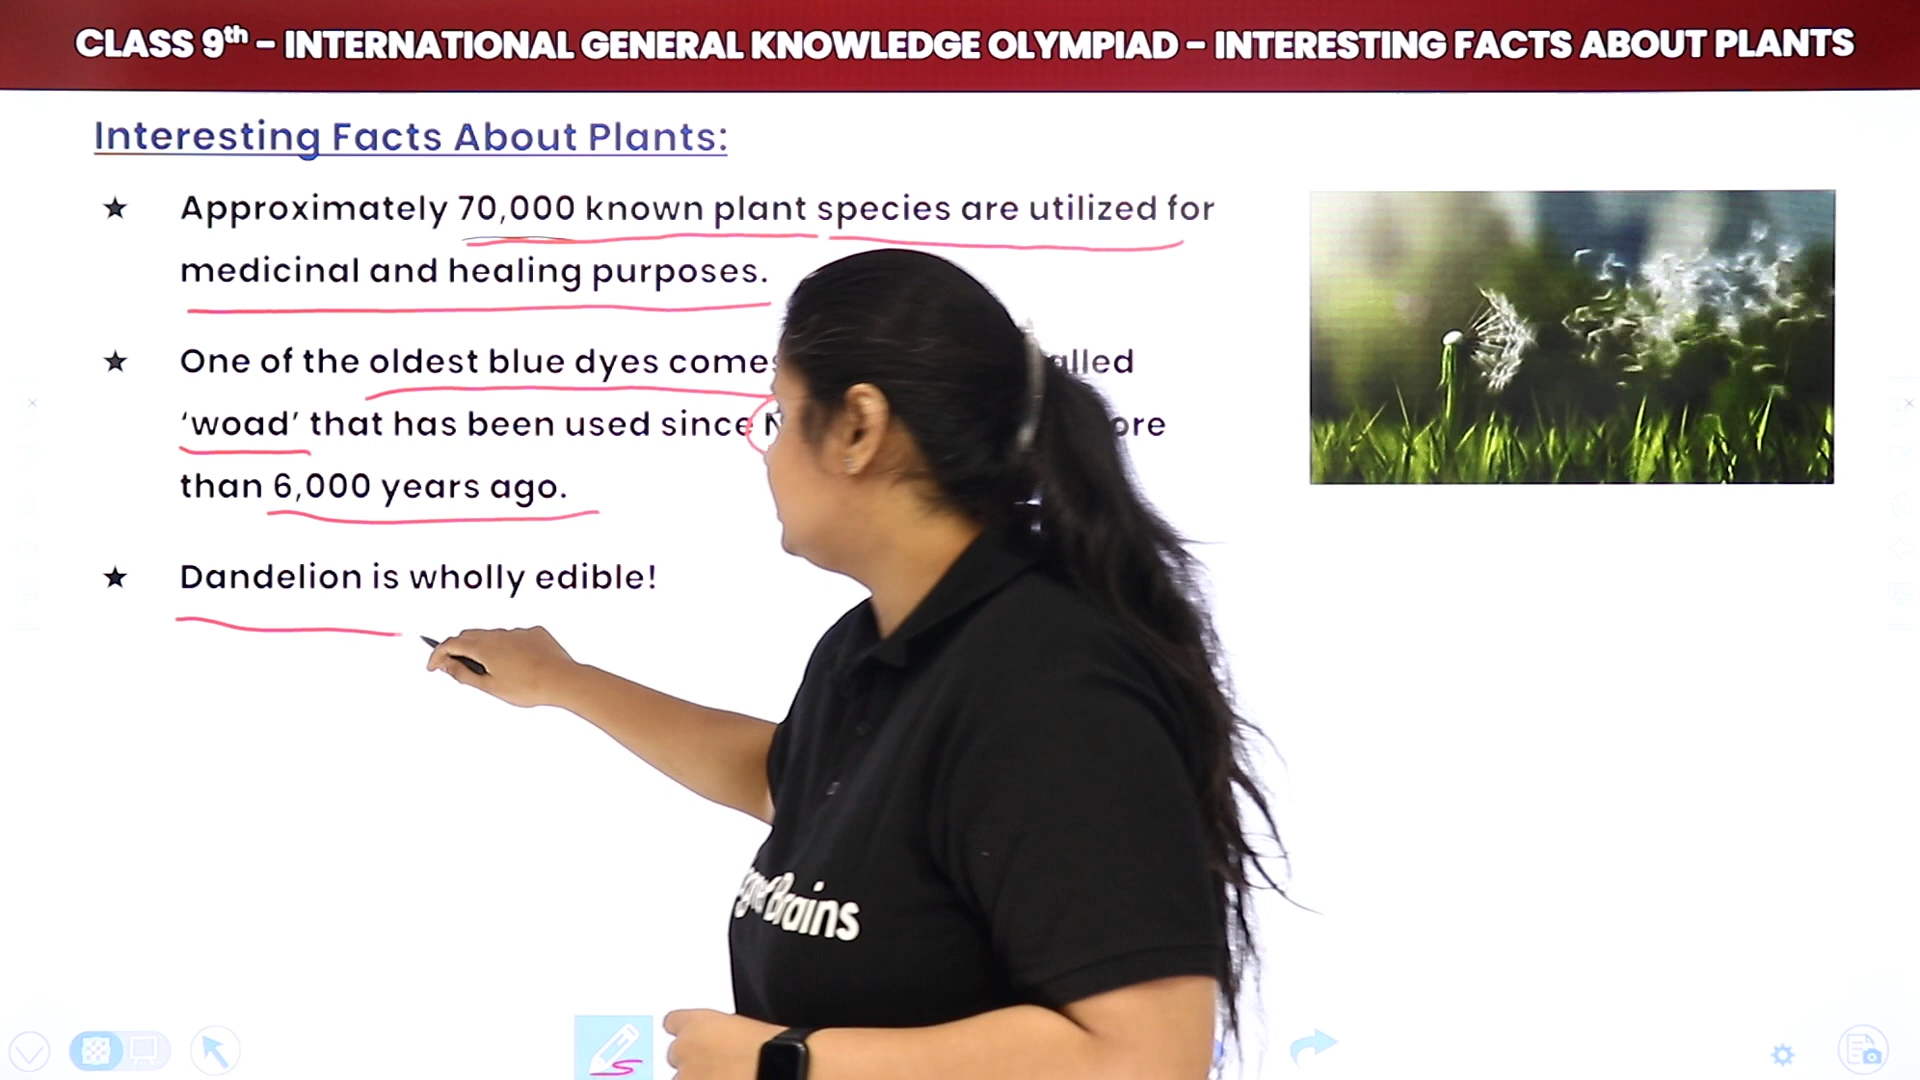 CLASS 9th - INTERNATIONAL GENERAL KNOWLEDGE OLYMPIAD - INTERESTING FACTS ABOUT PLANTS
Interesting Facts About Plants:
★ Approximately 70,000 known plant species are utilized for
medicinal and healing purposes.
★ One of the oldest blue dyes comes
'woad' that has been used since
than 6,000 years ago.
★ Dandelion is wholly edible!
Brains